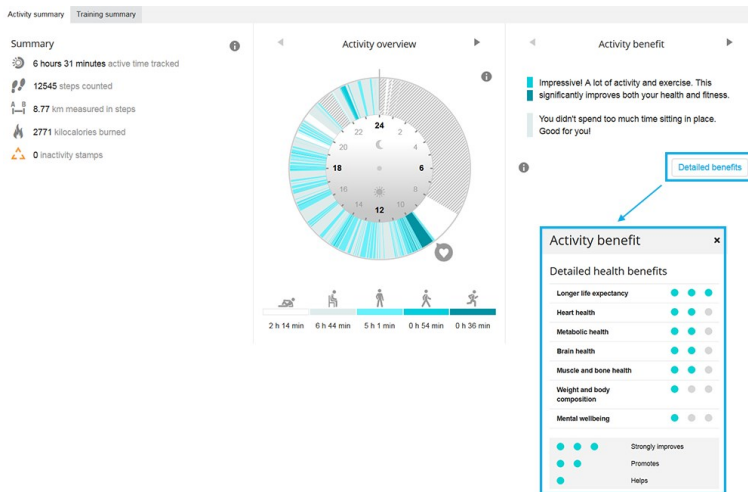 Activity summary
Training summary
Summary
6 hours 31 minutes active time tracked
12545 steps counted
A B
8.77 km measured in steps
2771 kilocalories burned
0 inactivity stamps
Activity overview
24
2
4
6
8
10
12
14
16
18
20
22
2 h 14 min
6 h 44 min
5 h 1 min
0 h 54 min
0 h 36 min
Activity benefit
Impressive! A lot of activity and exercise. This
significantly improves both your health and fitness.
You didn't spend too much time sitting in place.
Good for you!
Detailed benefits
Activity benefit
×
Detailed health benefits
Longer life expectancy
Heart health
Metabolic health
Brain health
Muscle and bone health
Weight and body
composition
Mental wellbeing
Strongly improves
Promotes
Helps